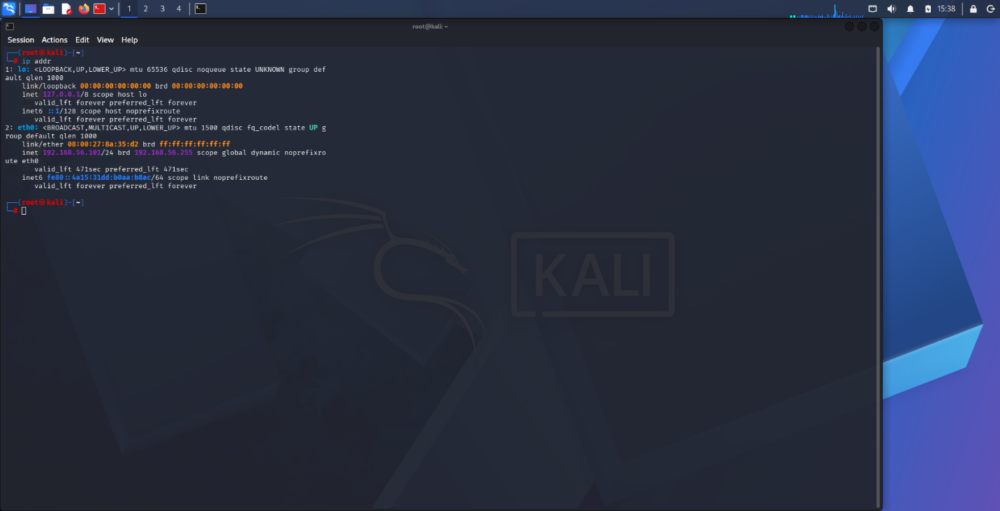 1 2 3 4
15:38
root@kali: ~
Session Actions Edit View Help
┌──(root㉿kali)-[~]
└─# ip addr
1: lo: <LOOPBACK,UP,LOWER_UP> mtu 65536 qdisc noqueue state UNKNOWN group def
ault qlen 1000
    link/loopback 00:00:00:00:00:00 brd 00:00:00:00:00:00
    inet 127.0.0.1/8 scope host lo
       valid_lft forever preferred_lft forever
    inet6 ::1/128 scope host noprefixroute
       valid_lft forever preferred_lft forever
2: eth0: <BROADCAST,MULTICAST,UP,LOWER_UP> mtu 1500 qdisc fq_codel state UP g
roup default qlen 1000
    link/ether 08:00:27:8a:35:d2 brd ff:ff:ff:ff:ff:ff
    inet 192.168.56.101/24 brd 192.168.56.255 scope global dynamic noprefixro
ute eth0
       valid_lft 471sec preferred_lft 471sec
    inet6 fe80::4a15:31dd:b0aa:b8ac/64 scope link noprefixroute
       valid_lft forever preferred_lft forever
┌──(root㉿kali)-[~]
└─#
KALI